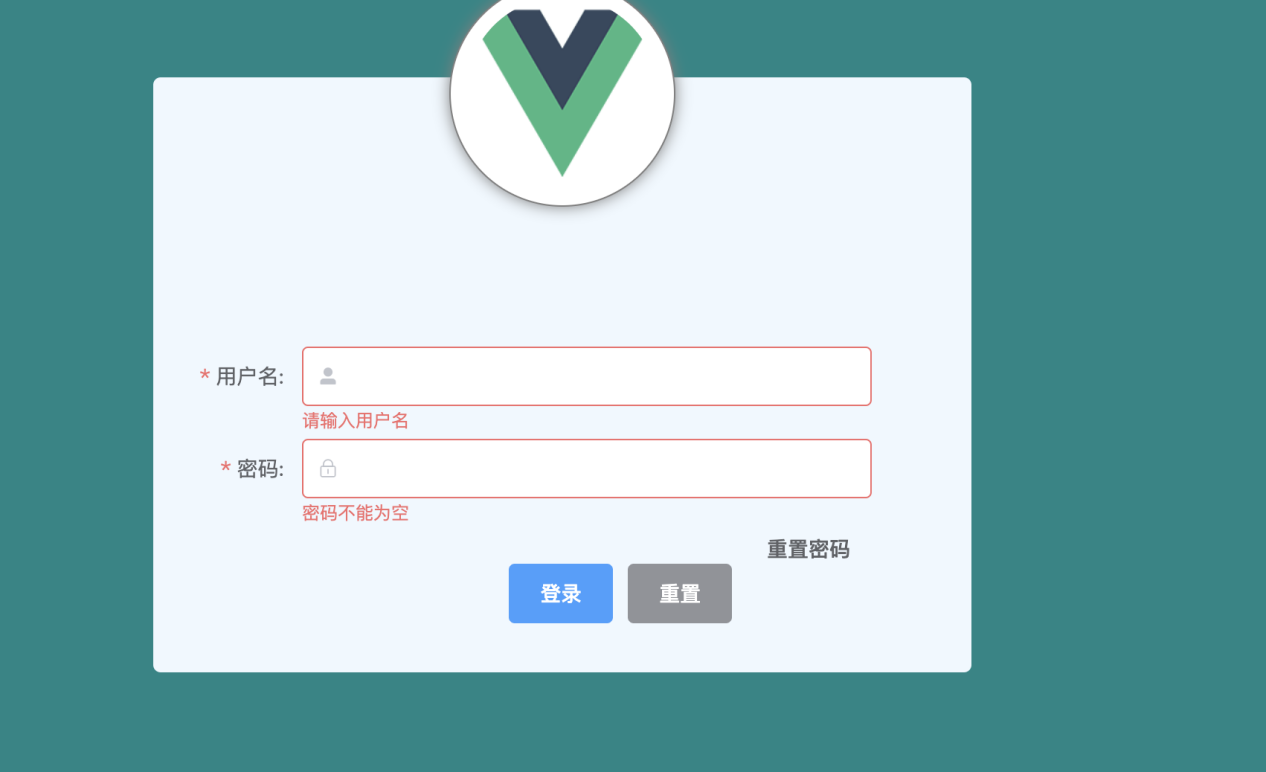 * 用户名:
请输入用户名
* 密码:
密码不能为空
重置密码
登录 重置